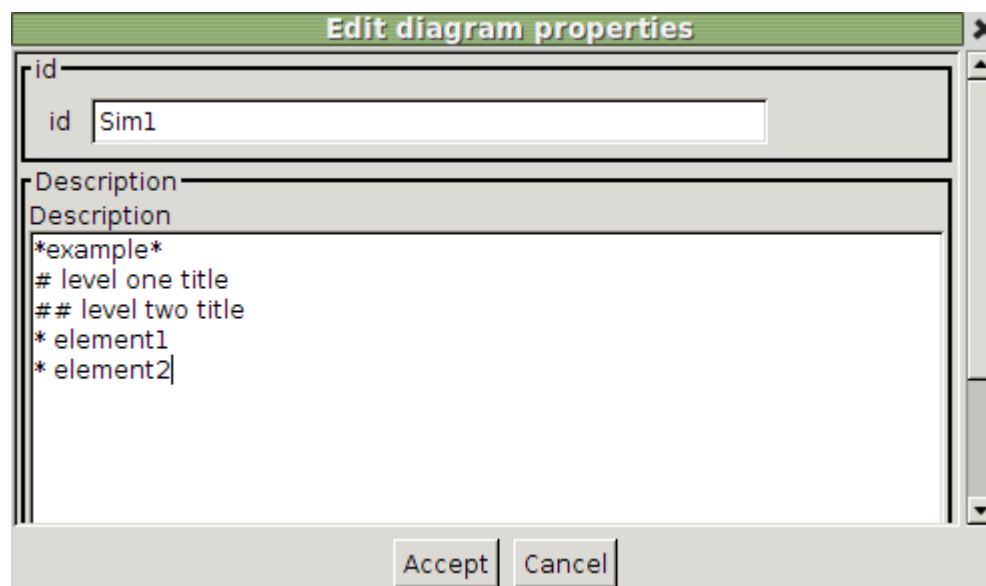 Edit diagram properties
id
id Sim1
Description
Description
*example*
# level one title
## level two title
* element1
* element2
Accept Cancel